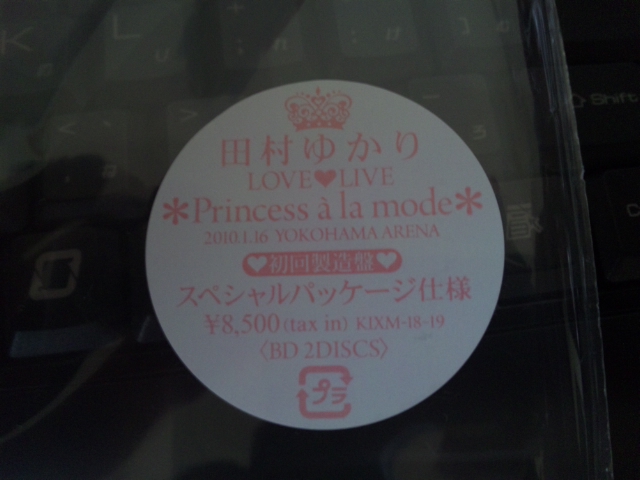 田村ゆかり
LOVE♥LIVE
*Princess à la mode*
2010.1.16 YOKOHAMA ARENA
♥初回製造盤♥
スペシャルパッケージ仕様
¥8,500(tax in) KIXM-18-19
〈BD 2DISCS〉
プラ
K
L
Shift